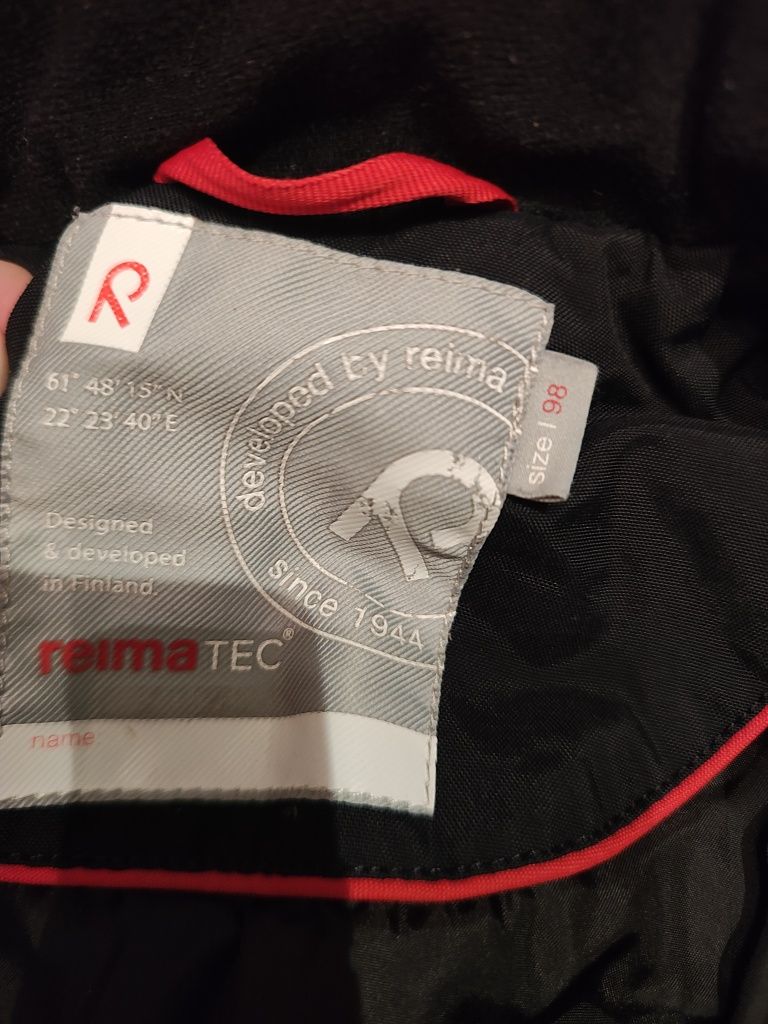 61° 48' 15" N
22° 23' 40" E
developed by reima
since 1944
size | 98
Designed
& developed
in Finland.
reimaTEC®
name: